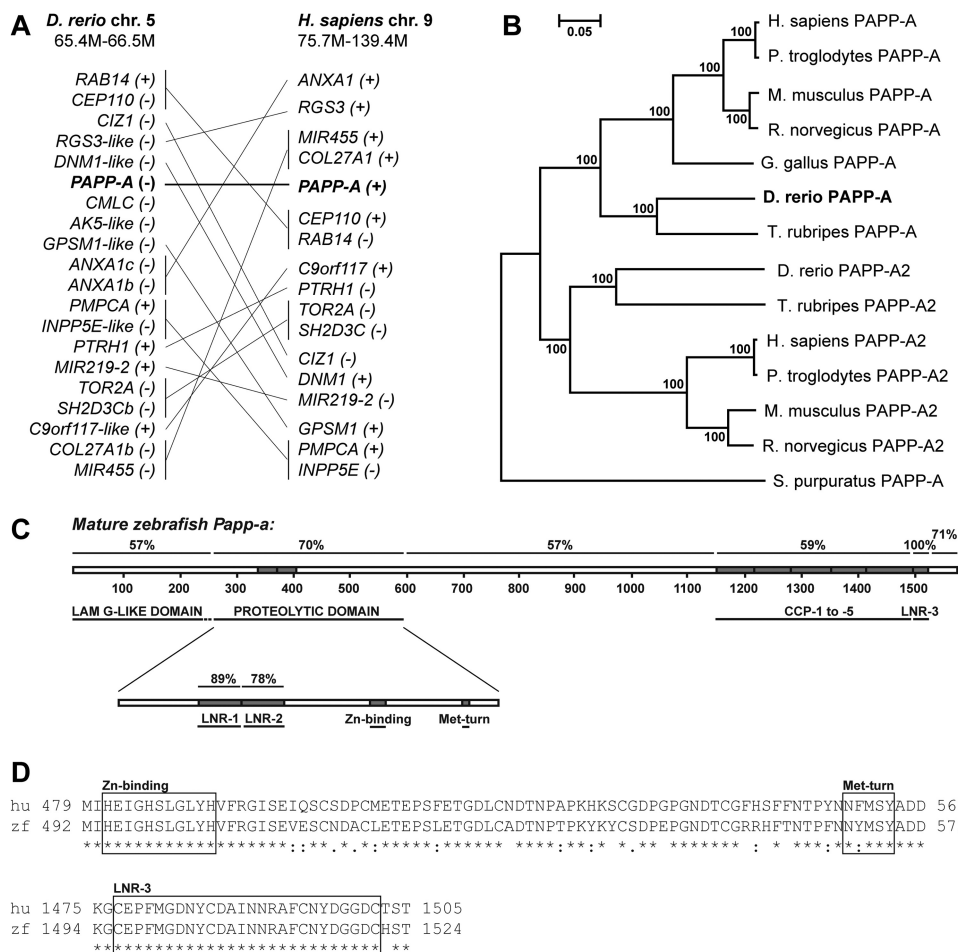 A
D. rerio chr. 5
65.4M-66.5M
H. sapiens chr. 9
75.7M-139.4M
RAB14 (+)
CEP110 (-)
CIZ1 (-)
RGS3-like (-)
DNM1-like (-)
PAPP-A (-)
CMLC (-)
AK5-like (-)
GPSM1-like (-)
ANXA1c (-)
ANXA1b (-)
PMPCA (+)
INPP5E-like (-)
PTRH1 (+)
MIR219-2 (+)
TOR2A (-)
SH2D3Cb (-)
C9orf117-like (+)
COL27A1b (-)
MIR455 (-)
ANXA1 (+)
RGS3 (+)
MIR455 (+)
COL27A1 (+)
PAPP-A (+)
CEP110 (+)
RAB14 (-)
C9orf117 (+)
PTRH1 (-)
TOR2A (-)
SH2D3C (-)
CIZ1 (-)
DNM1 (+)
MIR219-2 (-)
GPSM1 (+)
PMPCA (+)
INPP5E (-)
B
0.05
H. sapiens PAPP-A
100
P. troglodytes PAPP-A
100
M. musculus PAPP-A
100
R. norvegicus PAPP-A
100
G. gallus PAPP-A
D. rerio PAPP-A
100
T. rubripes PAPP-A
D. rerio PAPP-A2
100
T. rubripes PAPP-A2
100
H. sapiens PAPP-A2
100
P. troglodytes PAPP-A2
100
M. musculus PAPP-A2
100
R. norvegicus PAPP-A2
S. purpuratus PAPP-A
C
Mature zebrafish Papp-a:
57% 70% 57% 59% 100% 71%
100 200 300 400 500 600 700 800 900 1000 1100 1200 1300 1400 1500
LAM G-LIKE DOMAIN PROTEOLYTIC DOMAIN CCP-1 to -5 LNR-3
89% 78%
LNR-1 LNR-2 Zn-binding Met-turn
D
Zn-binding Met-turn
hu 479 MIHEIGHSLGLYHVFRGISEIQSCSDPCMETEPSFETGDLCNDTNPAPKHKSCGDPGPGNDTCGFHSFFNTPYNNFMSYADD 56
zf 492 MIHEIGHSLGLYHVFRGISEVESCNDACLETEPSLETGDLCADTNPTPKYKYCSDPEPGNDTCGRRHFTNTPFNNYMSYADD 57
LNR-3
hu 1475 KGCEPFMGDNYCDAINNRAFCNYDGGDCTST 1505
zf 1494 KGCEPFMGDNYCDAINNRAFCNYDGGDCHST 1524